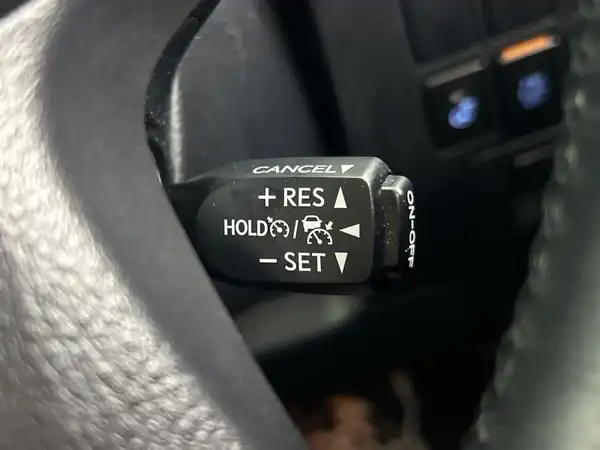 CANCEL▼
+ RES ▲
HOLD / ◀
− SET ▼
ON-OFF